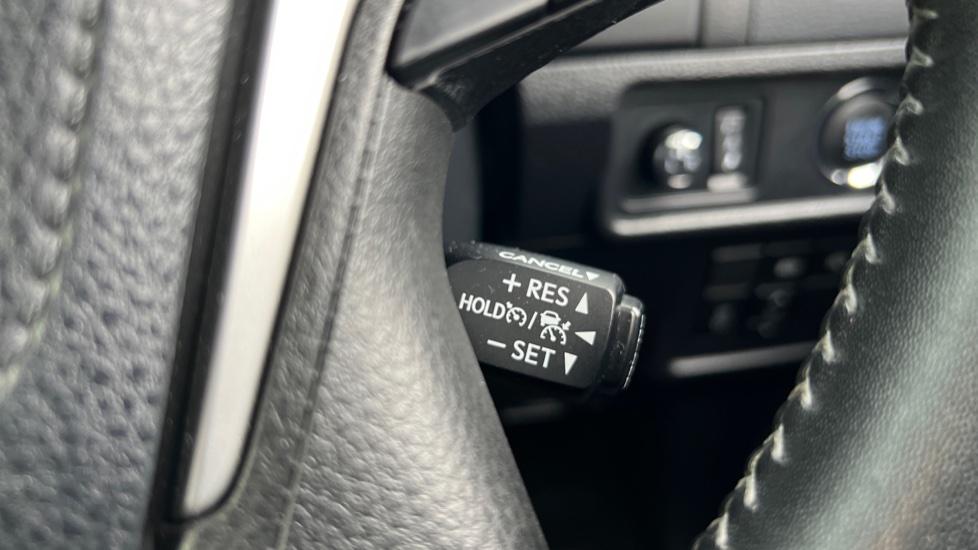 CANCEL
+ RES
HOLD /
− SET